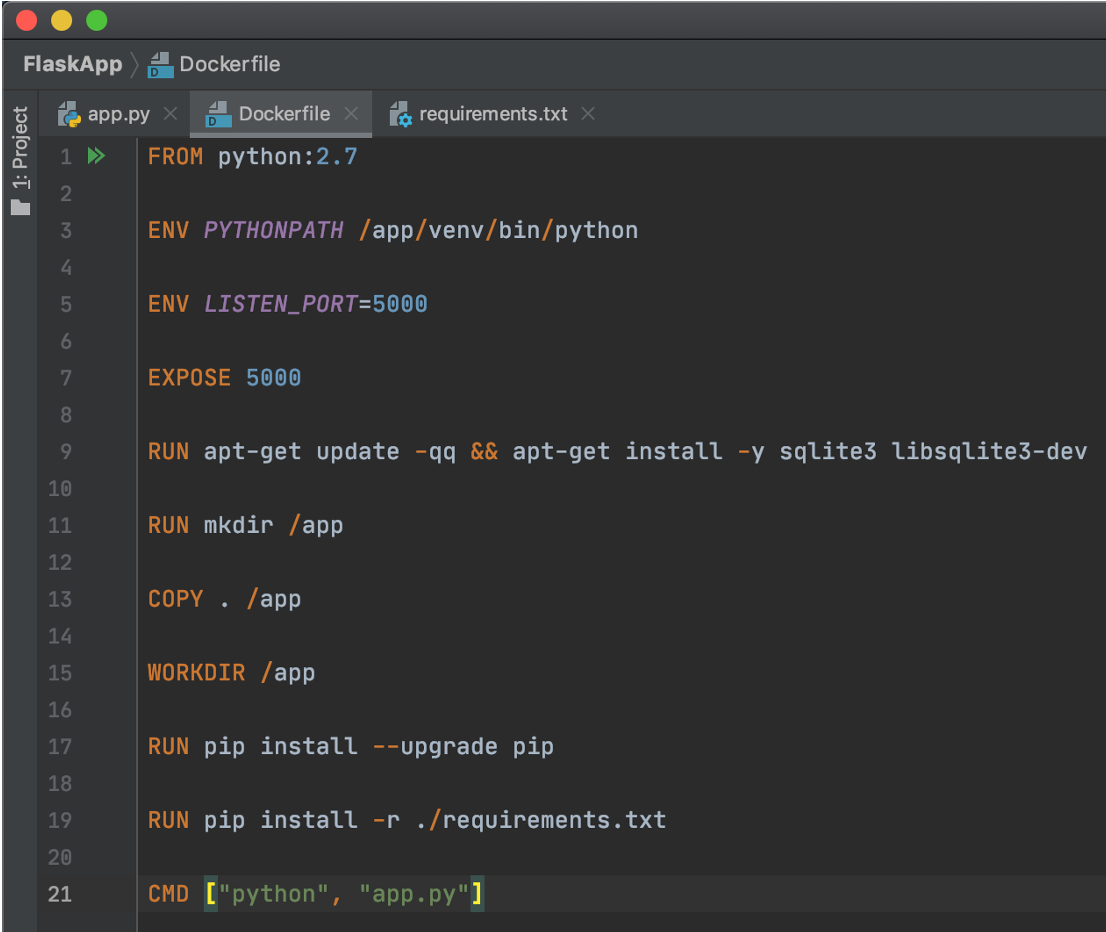 FlaskApp Dockerfile
app.py Dockerfile requirements.txt
1: Project
1 FROM python:2.7
2
3 ENV PYTHONPATH /app/venv/bin/python
4
5 ENV LISTEN_PORT=5000
6
7 EXPOSE 5000
8
9 RUN apt-get update -qq && apt-get install -y sqlite3 libsqlite3-dev
10
11 RUN mkdir /app
12
13 COPY . /app
14
15 WORKDIR /app
16
17 RUN pip install --upgrade pip
18
19 RUN pip install -r ./requirements.txt
20
21 CMD ["python", "app.py"]